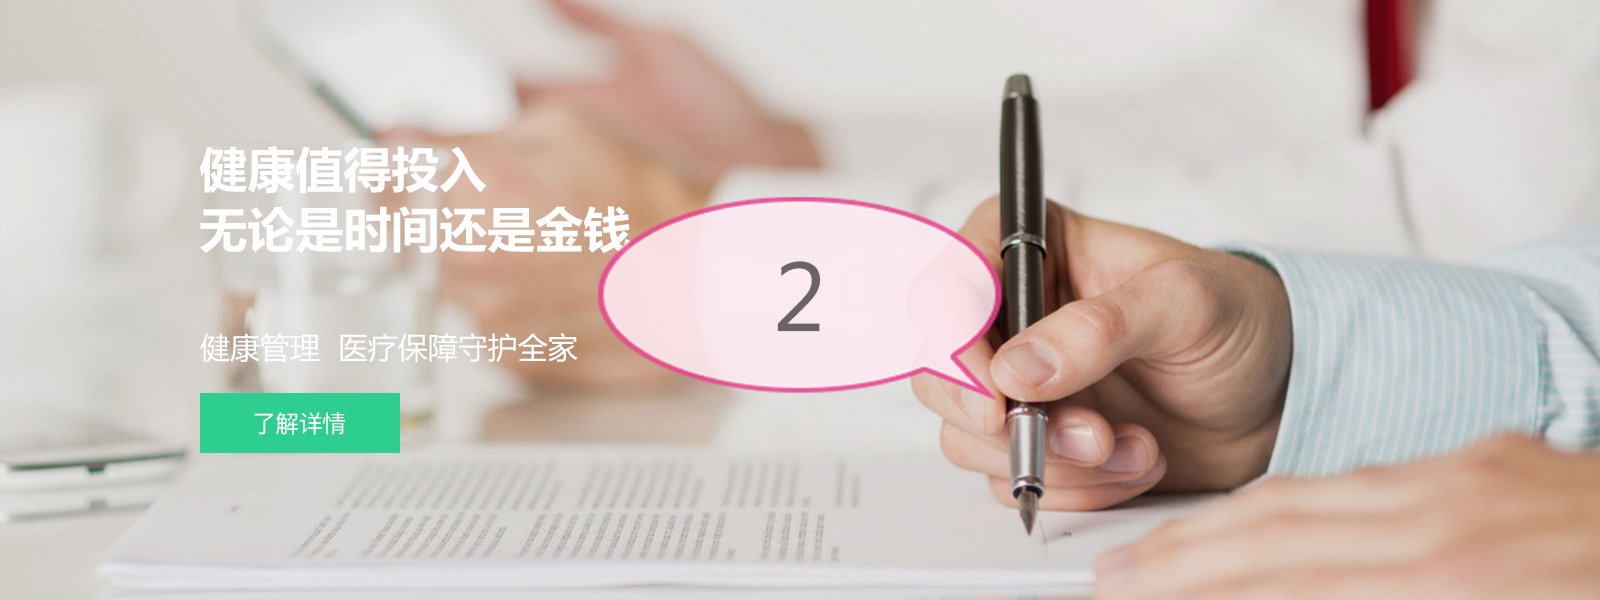 健康值得投入
无论是时间还是金钱
2
健康管理 医疗保障守护全家
了解详情